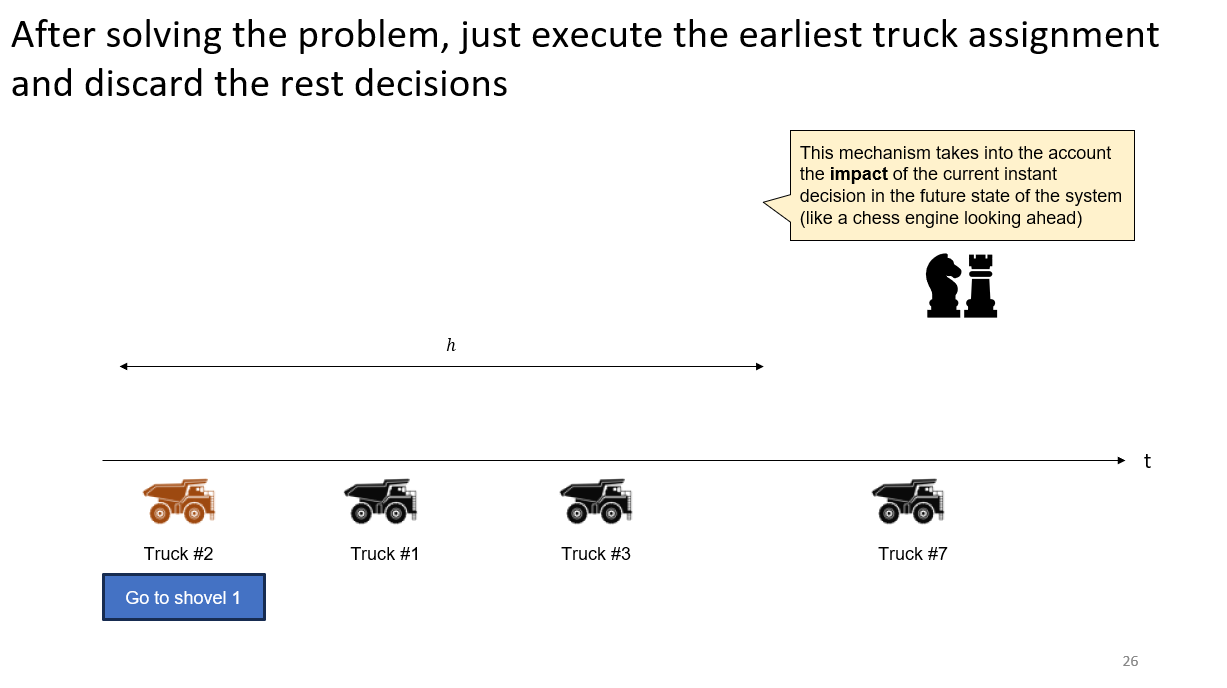 After solving the problem, just execute the earliest truck assignment
and discard the rest decisions
This mechanism takes into the account
the impact of the current instant
decision in the future state of the system
(like a chess engine looking ahead)
h
t
Truck #2
Truck #1
Truck #3
Truck #7
Go to shovel 1
26